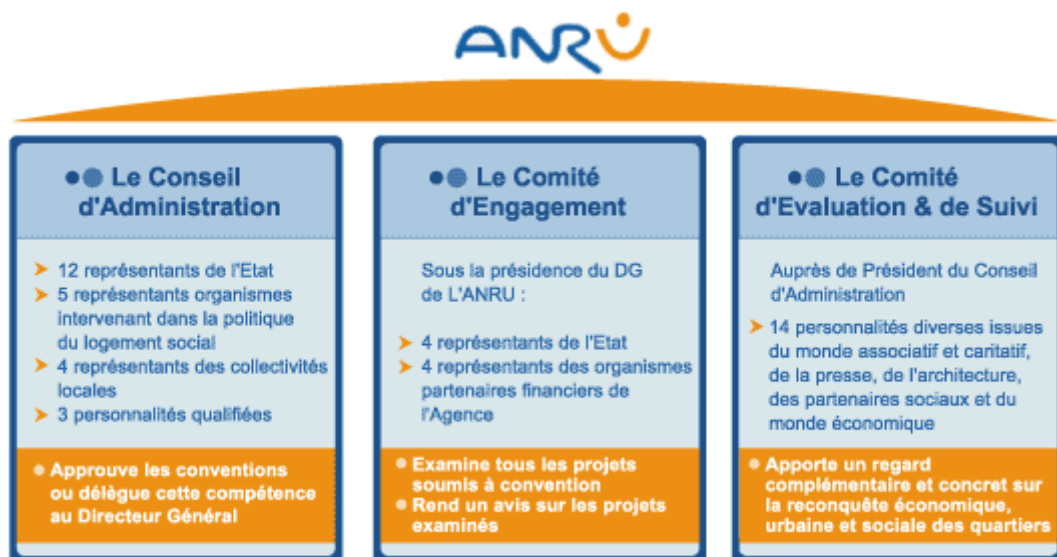 ANRU
Le Conseil
d'Administration
12 représentants de l'Etat
5 représentants organismes
intervenant dans la politique
du logement social
4 représentants des collectivités
locales
3 personnalités qualifiées
Approuve les conventions
ou délègue cette compétence
au Directeur Général
Le Comité
d'Engagement
Sous la présidence du DG
de L'ANRU :
4 représentants de l'Etat
4 représentants des organismes
partenaires financiers de
l'Agence
Examine tous les projets
soumis à convention
Rend un avis sur les projets
examinés
Le Comité
d'Evaluation & de Suivi
Auprès de Président du Conseil
d'Administration
14 personnalités diverses issues
du monde associatif et caritatif,
de la presse, de l'architecture,
des partenaires sociaux et du
monde économique
Apporte un regard
complémentaire et concret sur
la reconquête économique,
urbaine et sociale des quartiers